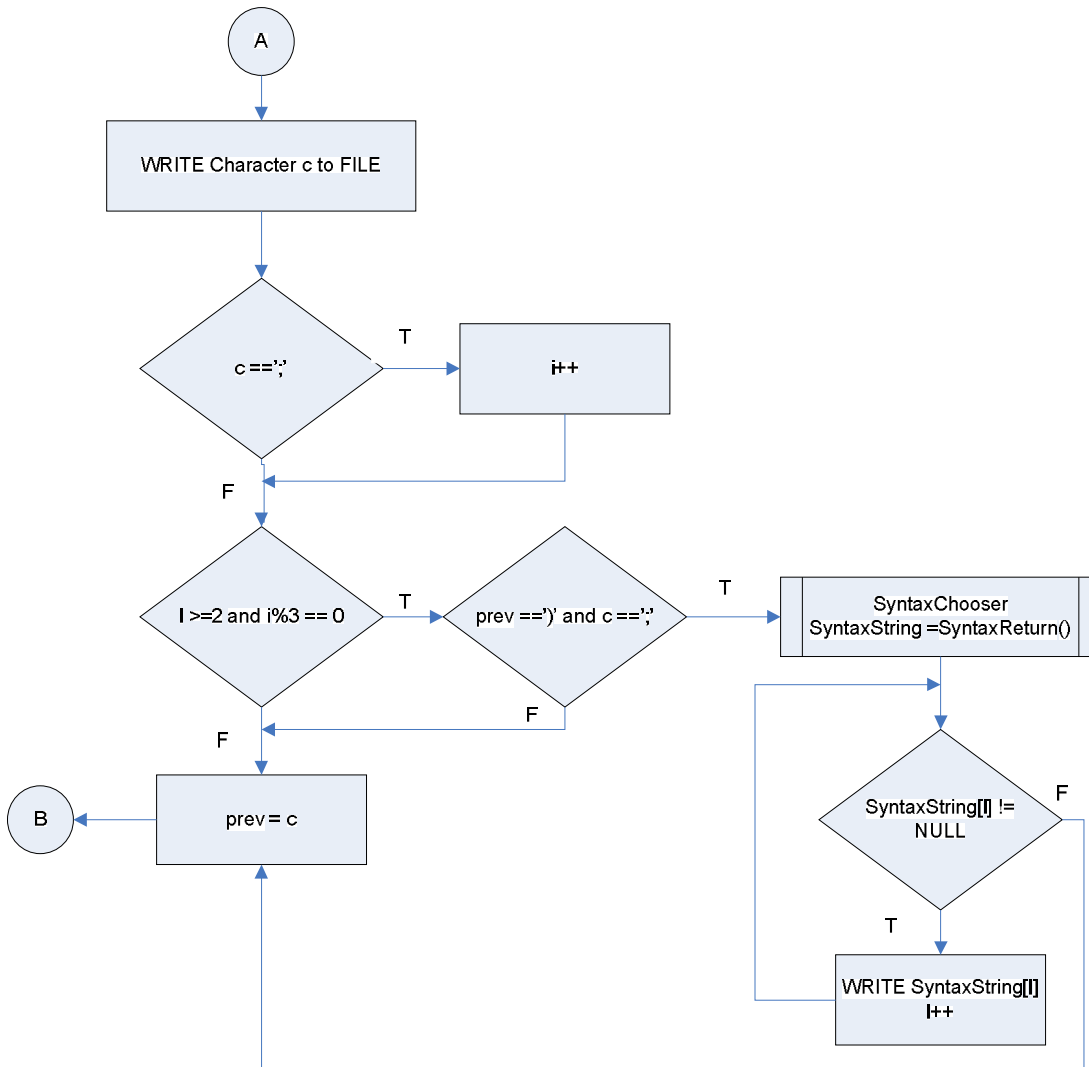 A
WRITE Character c to FILE
c ==';'
T
i++
F
I >=2 and i%3 == 0
T
prev ==')' and c ==';'
T
SyntaxChooser
SyntaxString =SyntaxReturn()
F
F
prev = c
B
SyntaxString[I] !=
NULL
F
T
WRITE SyntaxString[I]
I++